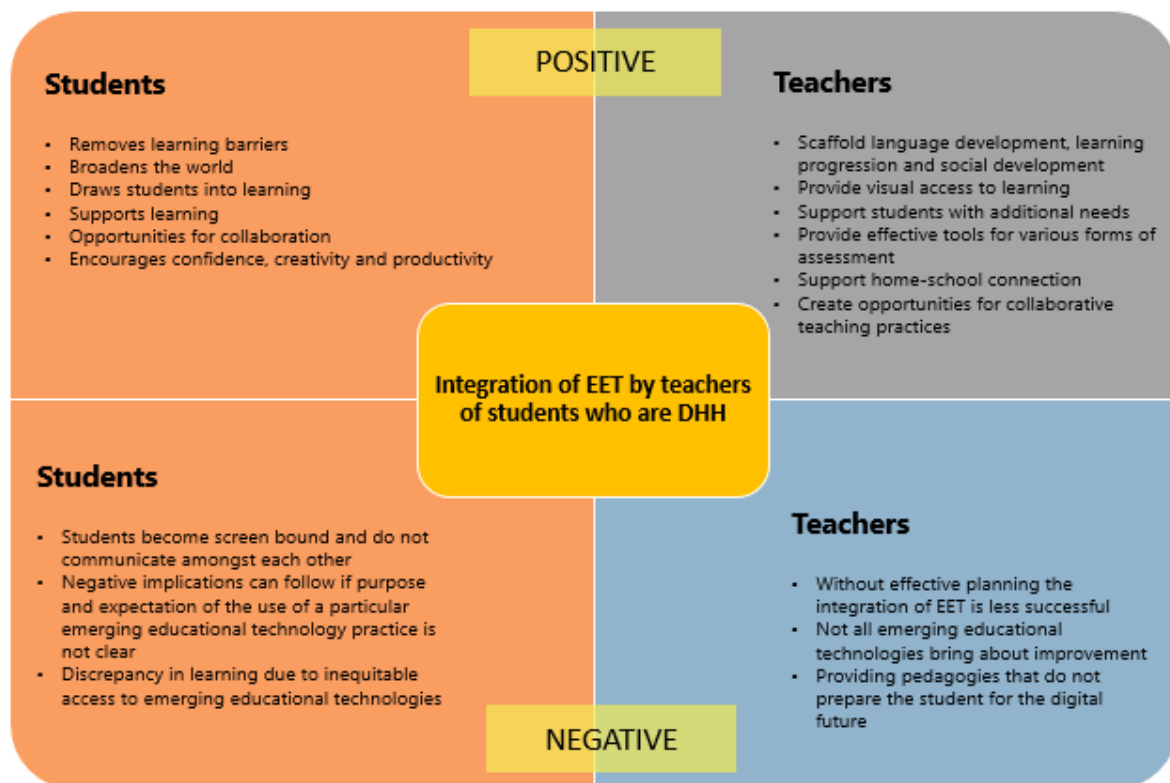 POSITIVE
Students
▪ Removes learning barriers
▪ Broadens the world
▪ Draws students into learning
▪ Supports learning
▪ Opportunities for collaboration
▪ Encourages confidence, creativity and productivity
Teachers
▪ Scaffold language development, learning
progression and social development
▪ Provide visual access to learning
▪ Support students with additional needs
▪ Provide effective tools for various forms of
assessment
▪ Support home-school connection
▪ Create opportunities for collaborative
teaching practices
Integration of EET by teachers
of students who are DHH
Students
▪ Students become screen bound and do not
communicate amongst each other
▪ Negative implications can follow if purpose
and expectation of the use of a particular
emerging educational technology practice is
not clear
▪ Discrepancy in learning due to inequitable
access to emerging educational technologies
Teachers
▪ Without effective planning the
integration of EET is less successful
▪ Not all emerging educational
technologies bring about improvement
▪ Providing pedagogies that do not
prepare the student for the digital
future
NEGATIVE